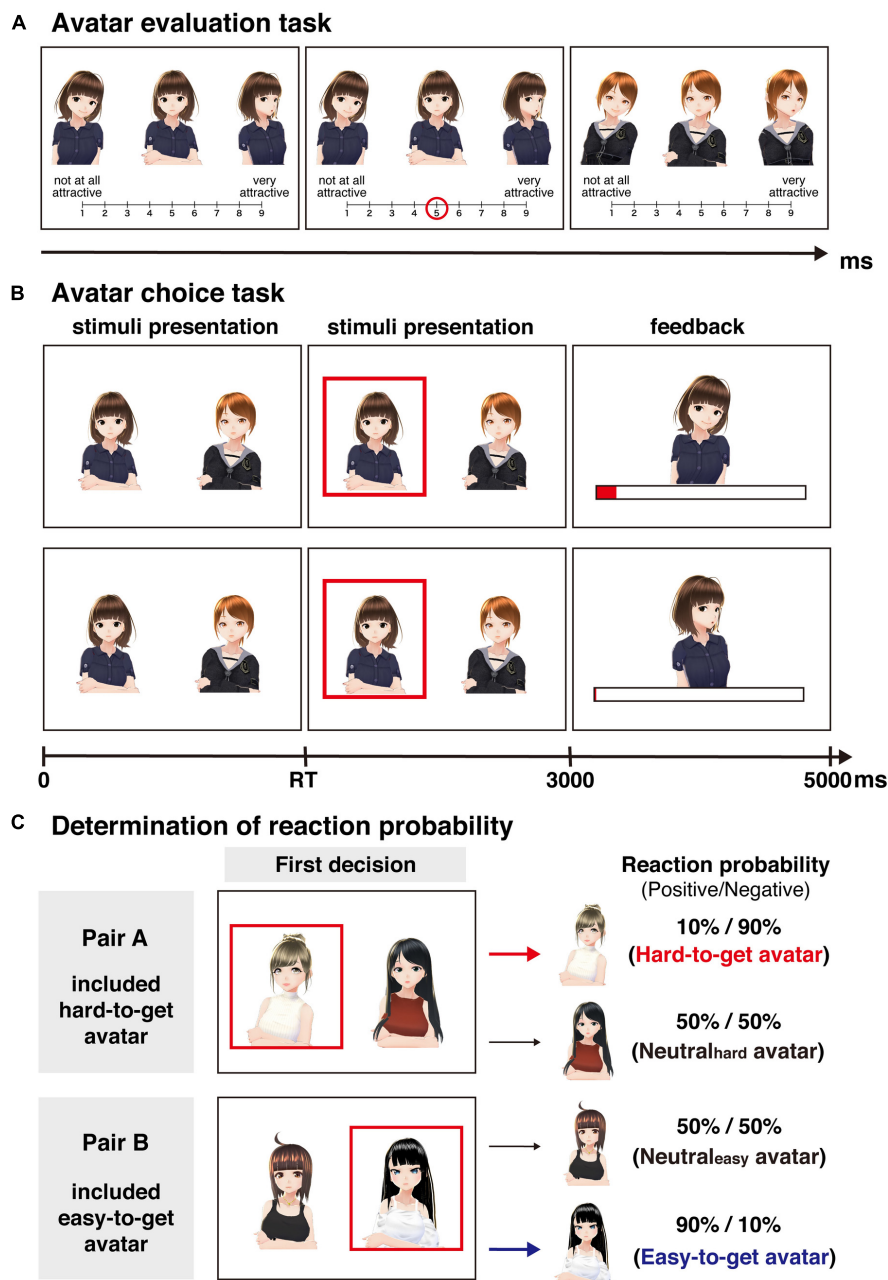 A Avatar evaluation task
not at all attractive
very attractive
1 2 3 4 5 6 7 8 9
not at all attractive
very attractive
1 2 3 4 5 6 7 8 9
not at all attractive
very attractive
1 2 3 4 5 6 7 8 9
ms
B Avatar choice task
stimuli presentation
stimuli presentation
feedback
0 RT 3000 5000 ms
C Determination of reaction probability
First decision
Reaction probability
(Positive/Negative)
Pair A
included
hard-to-get
avatar
10% / 90%
(Hard-to-get avatar)
50% / 50%
(Neutralhard avatar)
Pair B
included
easy-to-get
avatar
50% / 50%
(Neutraleasy avatar)
90% / 10%
(Easy-to-get avatar)